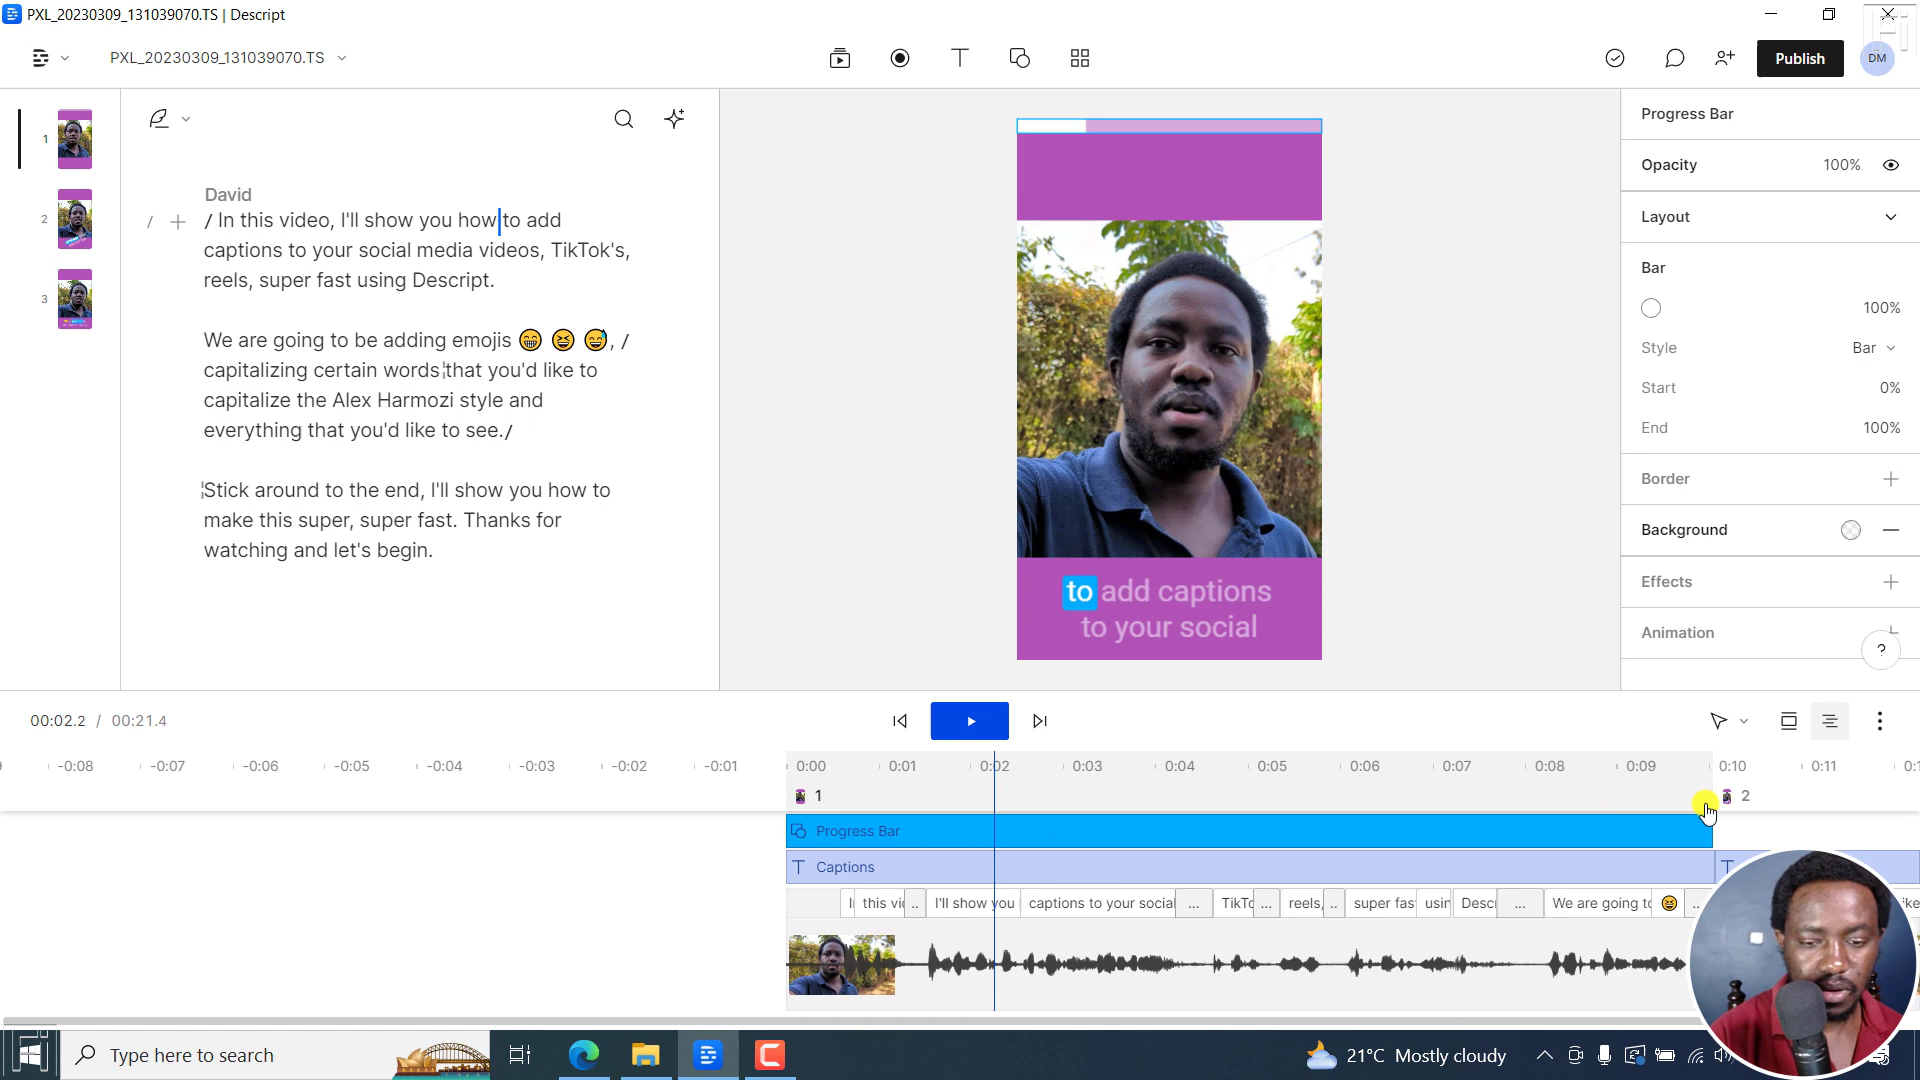 PXL_20230309_131039070.TS | Descript
PXL_20230309_131039070.TS
Publish
DM
Progress Bar
Opacity 100%
Layout
Bar
100%
Style Bar
Start 0%
End 100%
Border
Background
Effects
Animation
?
1
2
3
David
/ + / In this video, I'll show you how to add
captions to your social media videos, TikTok's,
reels, super fast using Descript.
We are going to be adding emojis 😁 😆 😅, /
capitalizing certain words that you'd like to
capitalize the Alex Harmozi style and
everything that you'd like to see./
Stick around to the end, I'll show you how to
make this super, super fast. Thanks for
watching and let's begin.
to add captions
to your social
00:02.2 / 00:21.4
-0:08 -0:07 -0:06 -0:05 -0:04 -0:03 -0:02 -0:01 0:00 0:01 0:02 0:03 0:04 0:05 0:06 0:07 0:08 0:09 0:10 0:11
1 2
Progress Bar
T Captions T
this vi .. I'll show you captions to your social ... TikTo ... reels, .. super fas usin Desc ... We are going to 😆 ..
Type here to search
21°C Mostly cloudy